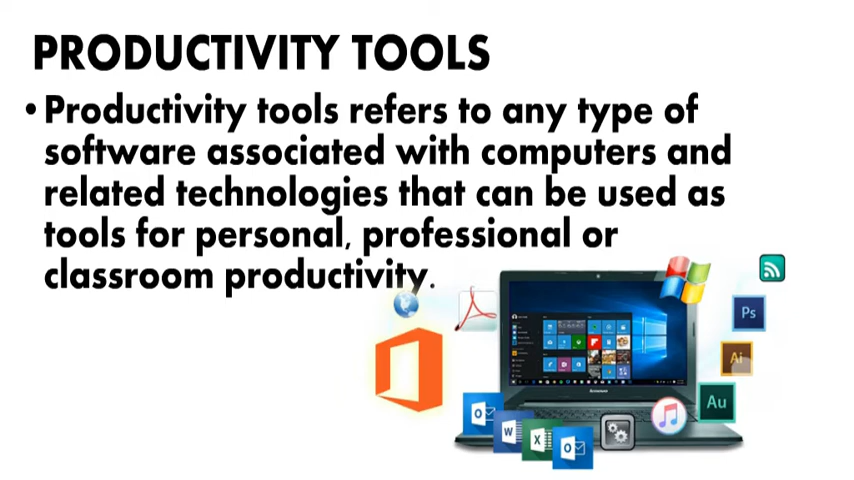 PRODUCTIVITY TOOLS
• Productivity tools refers to any type of
software associated with computers and
related technologies that can be used as
tools for personal, professional or
classroom productivity.
Ps
Ai
Au
O
W
X
O